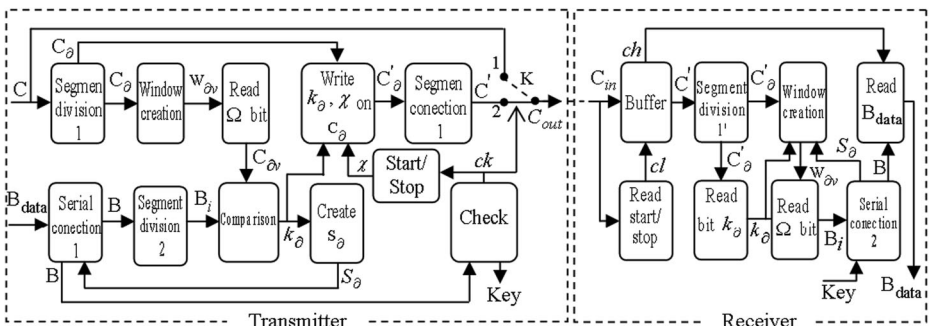 C
C∂
Segmen
division
1
C∂
Window
creation
w∂ν
Read
Ω bit
C∂ν
Write
k∂, χ on
c∂
C'∂
Segmen
conection
1
C'
1
K
2
Cout
χ
Start/
Stop
ck
Bdata
Serial
conection
1
B
Segment
division
2
Bi
Comparison
k∂
Create
s∂
S∂
B
Check
Key
Transmitter
Cin
ch
Buffer
C'
Segment
division
1'
C'∂
Window
creation
Read
Bdata
cl
C'∂
w∂ν
S∂
B
Read
start/
stop
Read
bit k∂
k∂
Read
Ω bit
Bi
Serial
conection
2
Key
Bdata
Receiver